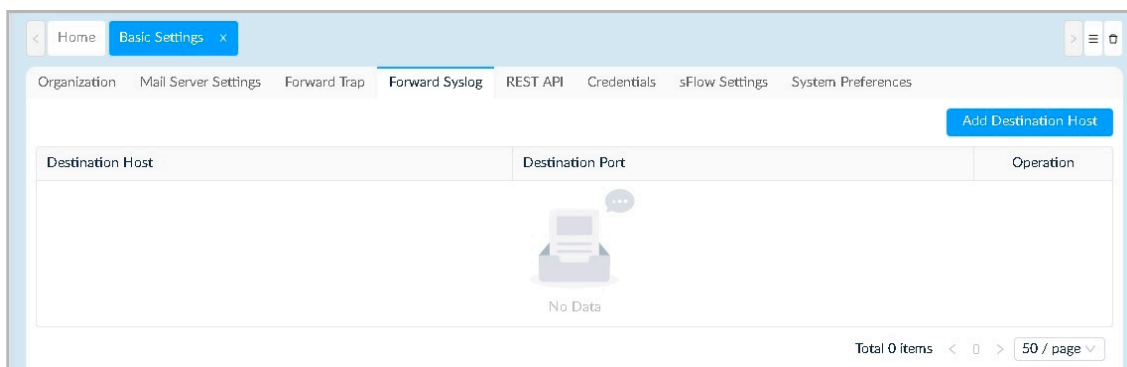 Home Basic Settings x
Organization Mail Server Settings Forward Trap Forward Syslog REST API Credentials sFlow Settings System Preferences
Add Destination Host
Destination Host Destination Port Operation
No Data
Total 0 items < 0 > 50 / page